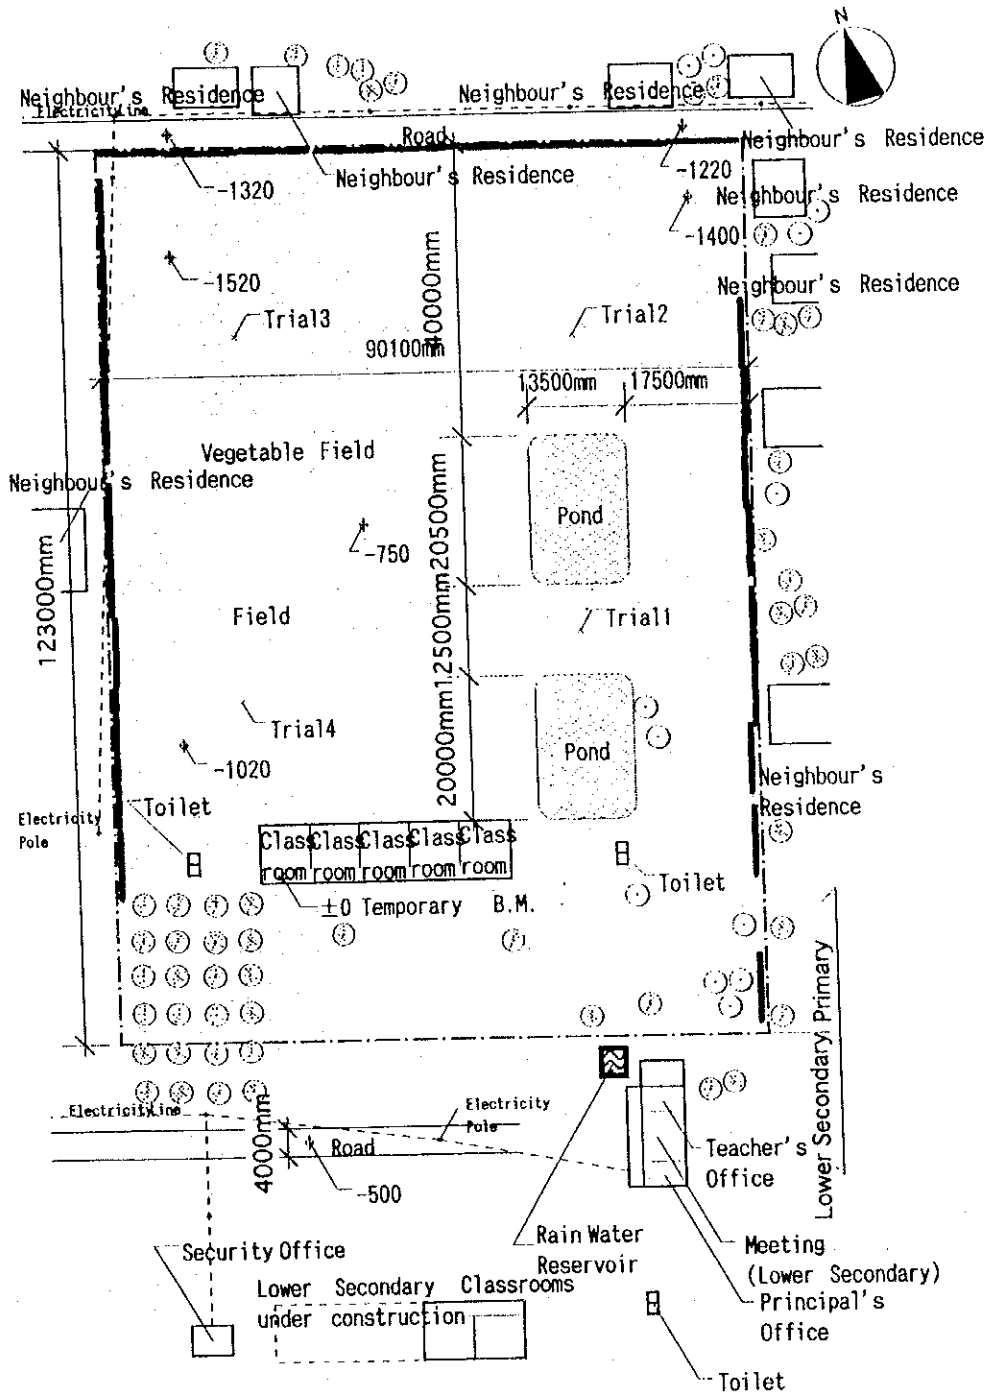 N
Neighbour's Residence
Neighbour's Residence
Electricity Line
Road
Neighbour's Residence
Neighbour's Residence
-1320
-1220
Neighbour's Residence
-1400
-1520
Neighbour's Residence
40000mm
Trial3
Trial2
90100mm
13500mm
17500mm
Vegetable Field
Neighbour's Residence
20500mm
Pond
-750
123000mm
Field
12500mm
Trial1
Trial4
-1020
20000mm
Pond
Neighbour's
Residence
Toilet
Electricity
Pole
Class Class Class Class Class
room room room room room
Toilet
±0 Temporary B.M.
Lower Secondary Primary
Electricity Line
4000mm
Electricity
Pole
Road
Teacher's
Office
-500
Security Office
Rain Water
Reservoir
Meeting
(Lower Secondary)
Lower Secondary Classrooms
under construction
Principal's
Office
Toilet